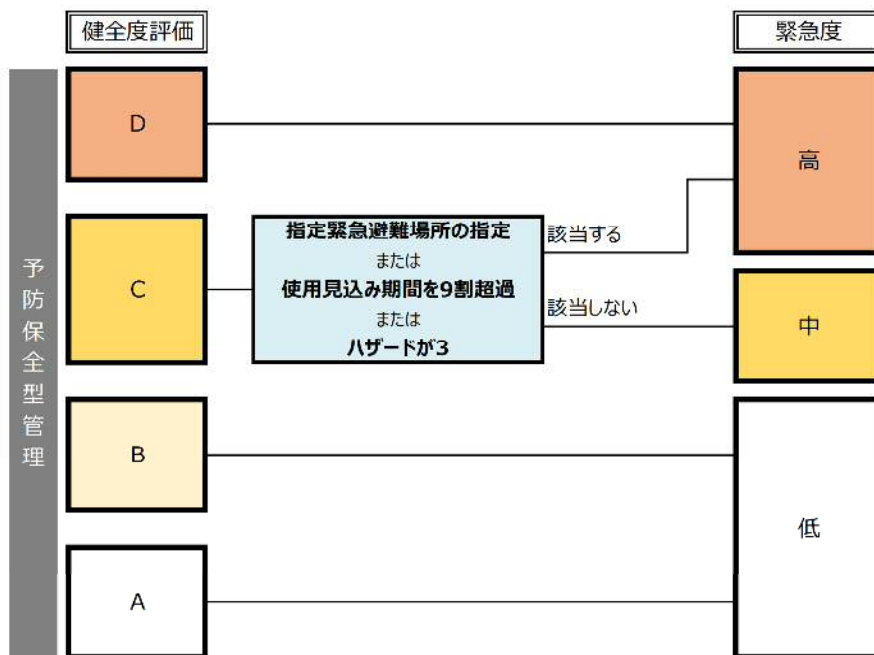 健全度評価
緊急度
予防保全型管理
D
高
C
指定緊急避難場所の指定
または
使用見込み期間を9割超過
または
ハザードが3
該当する
該当しない
中
B
低
A